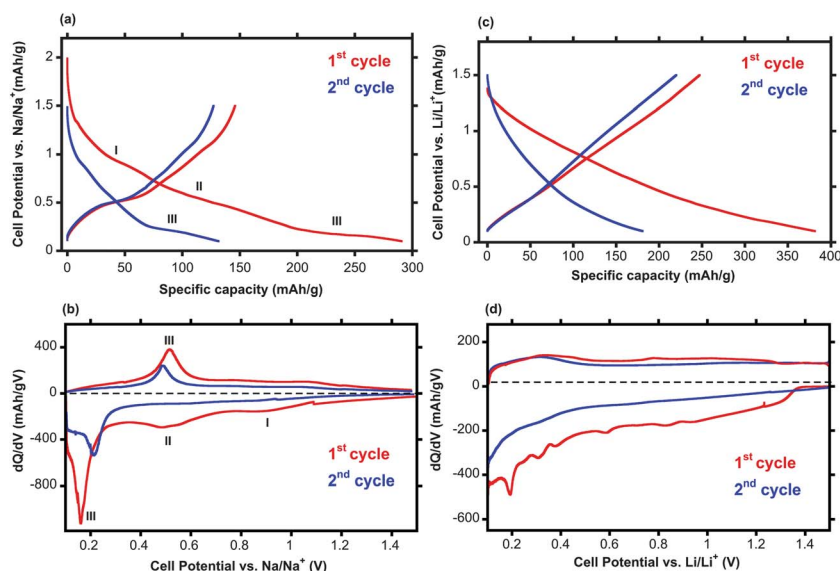 (a)
Cell Potential vs. Na/Na+(mAh/g)
2
1.5
1
0.5
0
1st cycle
2nd cycle
I
II
III
III
0 50 100 150 200 250 300
Specific capacity (mAh/g)
(c)
Cell Potential vs. Li/Li+(mAh/g)
1.5
1
0.5
0
1st cycle
2nd cycle
0 50 100 150 200 250 300 350 400
Specific capacity (mAh/g)
(b)
dQ/dV (mAh/gV)
400
0
-400
-800
III
I
II
III
1st cycle
2nd cycle
0.2 0.4 0.6 0.8 1 1.2 1.4
Cell Potential vs. Na/Na+ (V)
(d)
dQ/dV (mAh/gV)
200
0
-200
-400
-600
1st cycle
2nd cycle
0.2 0.4 0.6 0.8 1 1.2 1.4
Cell Potential vs. Li/Li+ (V)